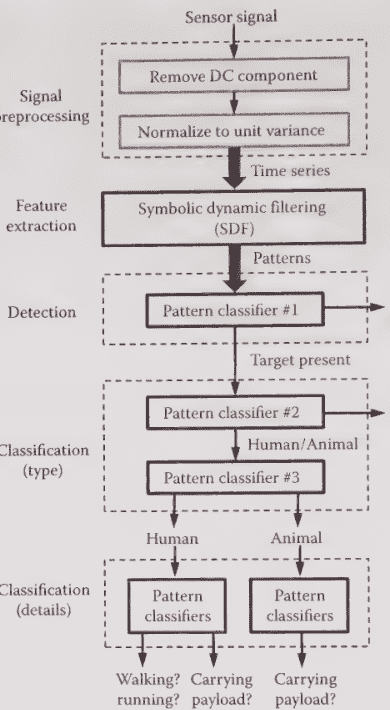 Sensor signal
Signal
reprocessing
Remove DC component
Normalize to unit variance
Time series
Feature
extraction
Symbolic dynamic filtering
(SDF)
Patterns
Detection
Pattern classifier #1
Target present
Classification
(type)
Pattern classifier #2
Human/Animal
Pattern classifier #3
Human
Animal
Classification
(details)
Pattern
classifiers
Pattern
classifiers
Walking?
running?
Carrying
payload?
Carrying
payload?